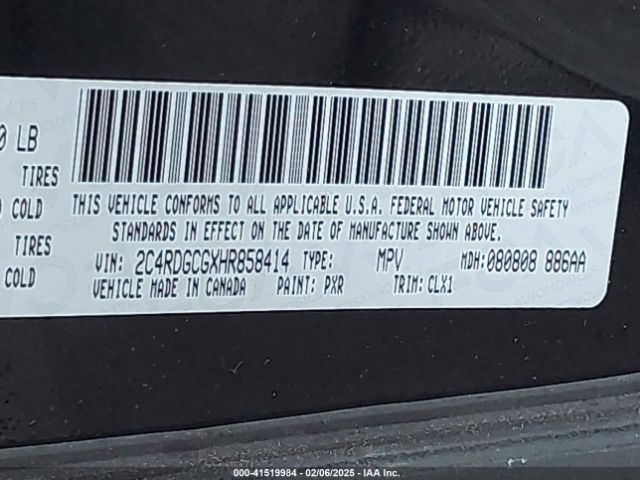 0 LB
TIRES
COLD
TIRES
COLD
THIS VEHICLE CONFORMS TO ALL APPLICABLE U.S.A. FEDERAL MOTOR VEHICLE SAFETY
STANDARDS IN EFFECT ON THE DATE OF MANUFACTURE SHOWN ABOVE.
VIN: 2C4RDGCGXHR858414 TYPE: MPV MDH:080808 886AA
VEHICLE MADE IN CANADA PAINT: PXR TRIM: CLX1
000-41519984 - 02/06/2025 - IAA Inc.